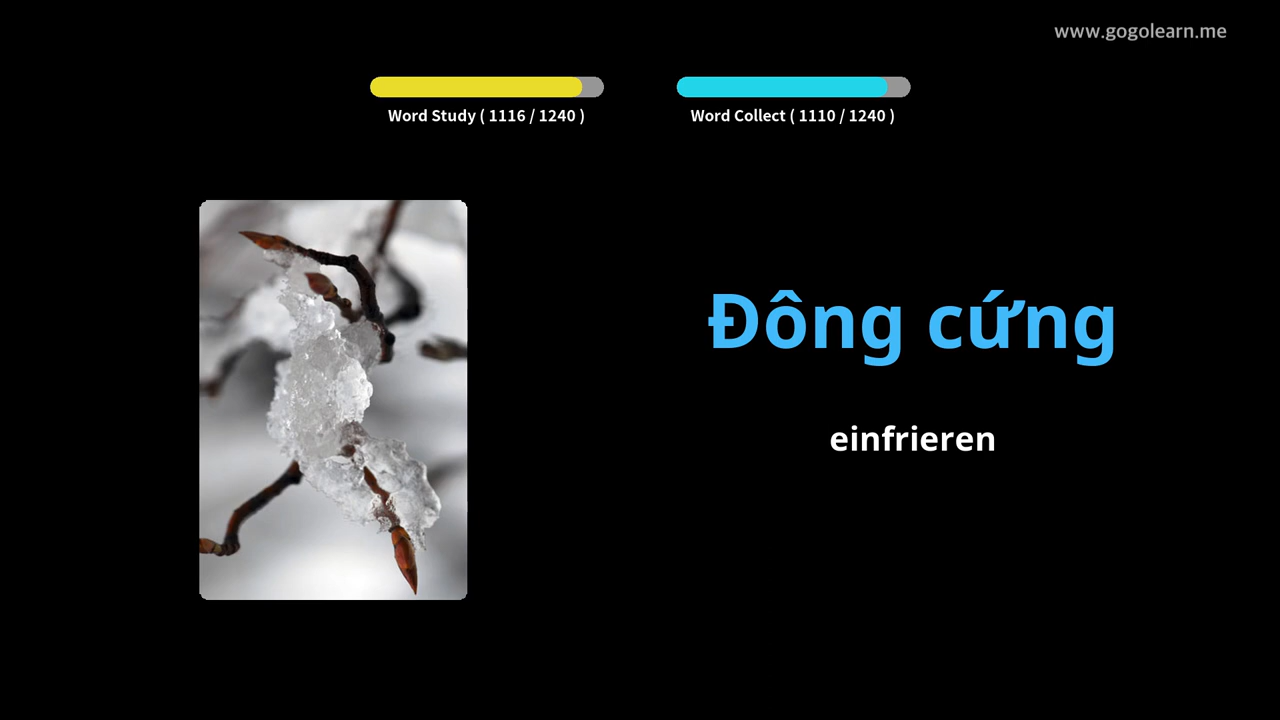 www.gogolearn.me
Word Study ( 1116 / 1240 )
Word Collect ( 1110 / 1240 )
Đông cứng
einfrieren